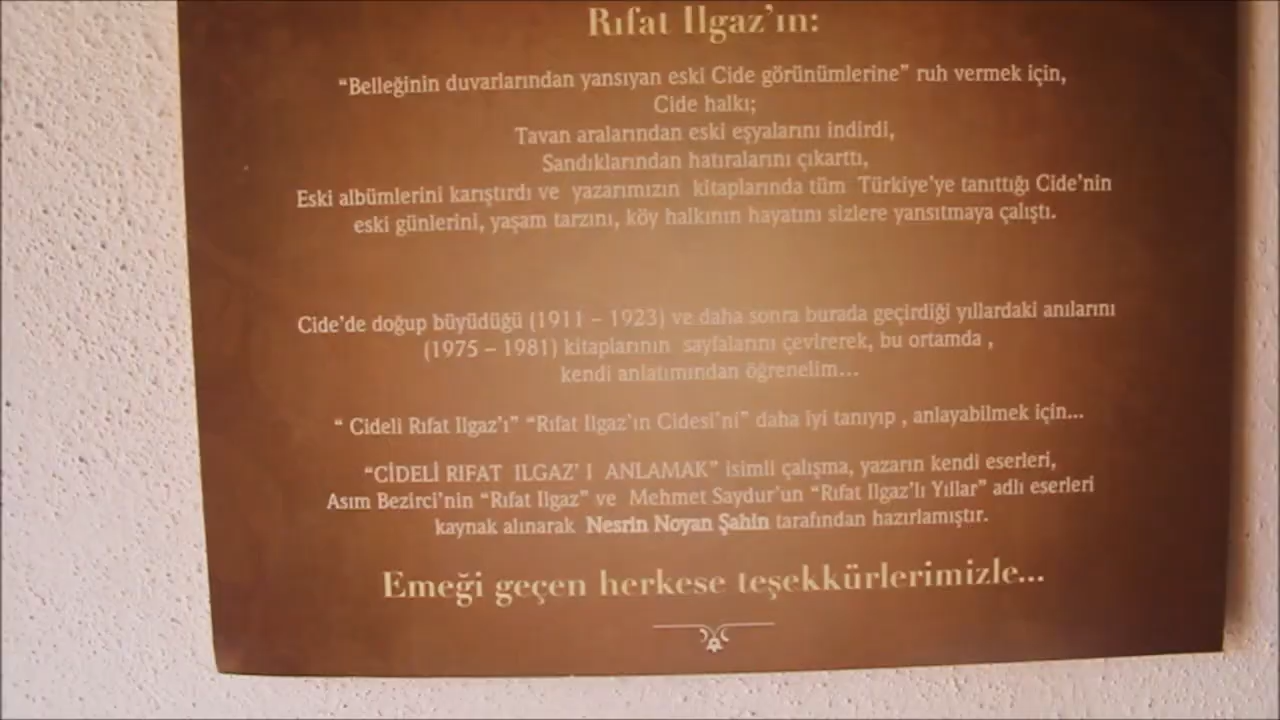 Rıfat Ilgaz’ın:
“Belleğinin duvarlarından yansıyan eski Cide görünümlerine” ruh vermek için,
Cide halkı;
Tavan aralarından eski eşyalarını indirdi,
Sandıklarından hatıralarını çıkarttı,
Eski albümlerini karıştırdı ve yazarımızın kitaplarında tüm Türkiye’ye tanıttığı Cide’nin
eski günlerini, yaşam tarzını, köy halkının hayatını sizlere yansıtmaya çalıştı.
Cide’de doğup büyüdüğü (1911 – 1923) ve daha sonra burada geçirdiği yıllardaki anılarını
(1975 – 1981) kitaplarının sayfalarını çevirerek, bu ortamda ,
kendi anlatımından öğrenelim...
“ Cideli Rıfat Ilgaz’ı” “Rıfat Ilgaz’ın Cidesi’ni” daha iyi tanıyıp , anlayabilmek için...
“CİDELİ RIFAT ILGAZ’ I ANLAMAK” isimli çalışma, yazarın kendi eserleri,
Asım Bezirci’nin “Rıfat Ilgaz” ve Mehmet Saydur’un “Rıfat Ilgaz’lı Yıllar” adlı eserleri
kaynak alınarak Nesrin Noyan Şahin tarafından hazırlamıştır.
Emeği geçen herkese teşekkürlerimizle...